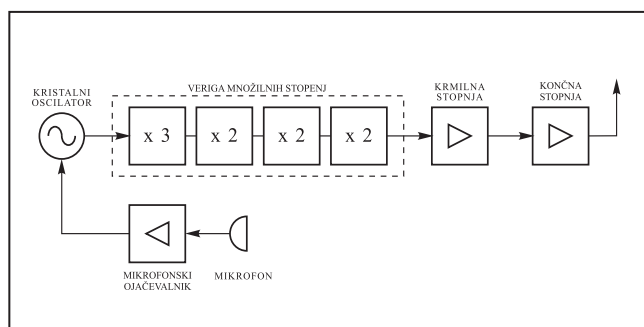 KRISTALNI
OSCILATOR
VERIGA MNOŽILNIH STOPENJ
x 3
x 2
x 2
x 2
KRMILNA
STOPNJA
KONČNA
STOPNJA
MIKROFONSKI
OJAČEVALNIK
MIKROFON